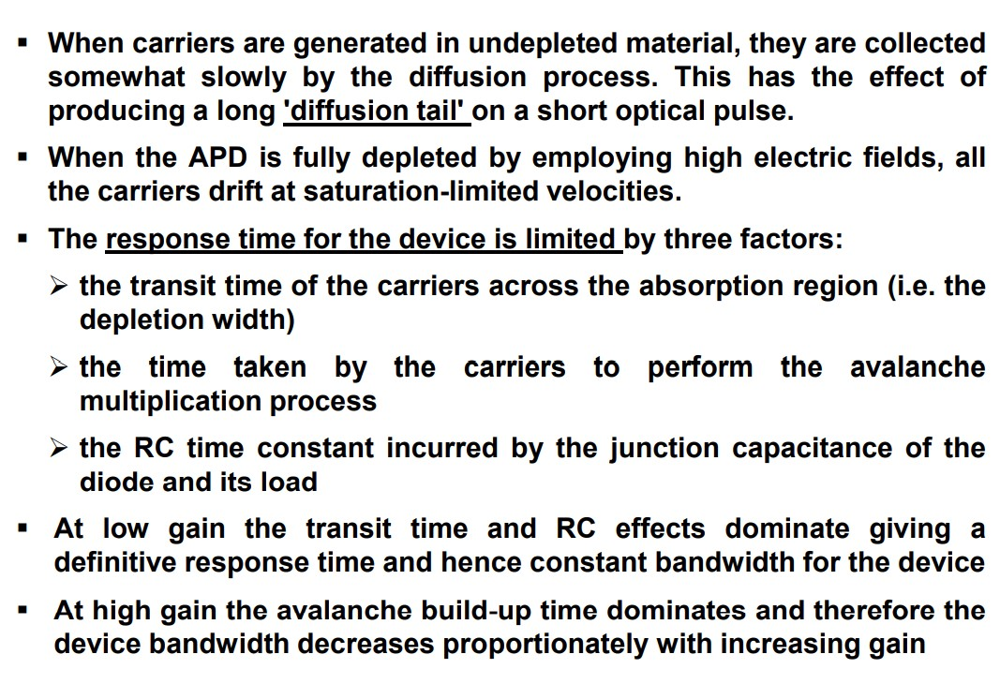 ▪ When carriers are generated in undepleted material, they are collected
somewhat slowly by the diffusion process. This has the effect of
producing a long 'diffusion tail' on a short optical pulse.
▪ When the APD is fully depleted by employing high electric fields, all
the carriers drift at saturation-limited velocities.
▪ The response time for the device is limited by three factors:
➢ the transit time of the carriers across the absorption region (i.e. the
depletion width)
➢ the time taken by the carriers to perform the avalanche
multiplication process
➢ the RC time constant incurred by the junction capacitance of the
diode and its load
▪ At low gain the transit time and RC effects dominate giving a
definitive response time and hence constant bandwidth for the device
▪ At high gain the avalanche build-up time dominates and therefore the
device bandwidth decreases proportionately with increasing gain